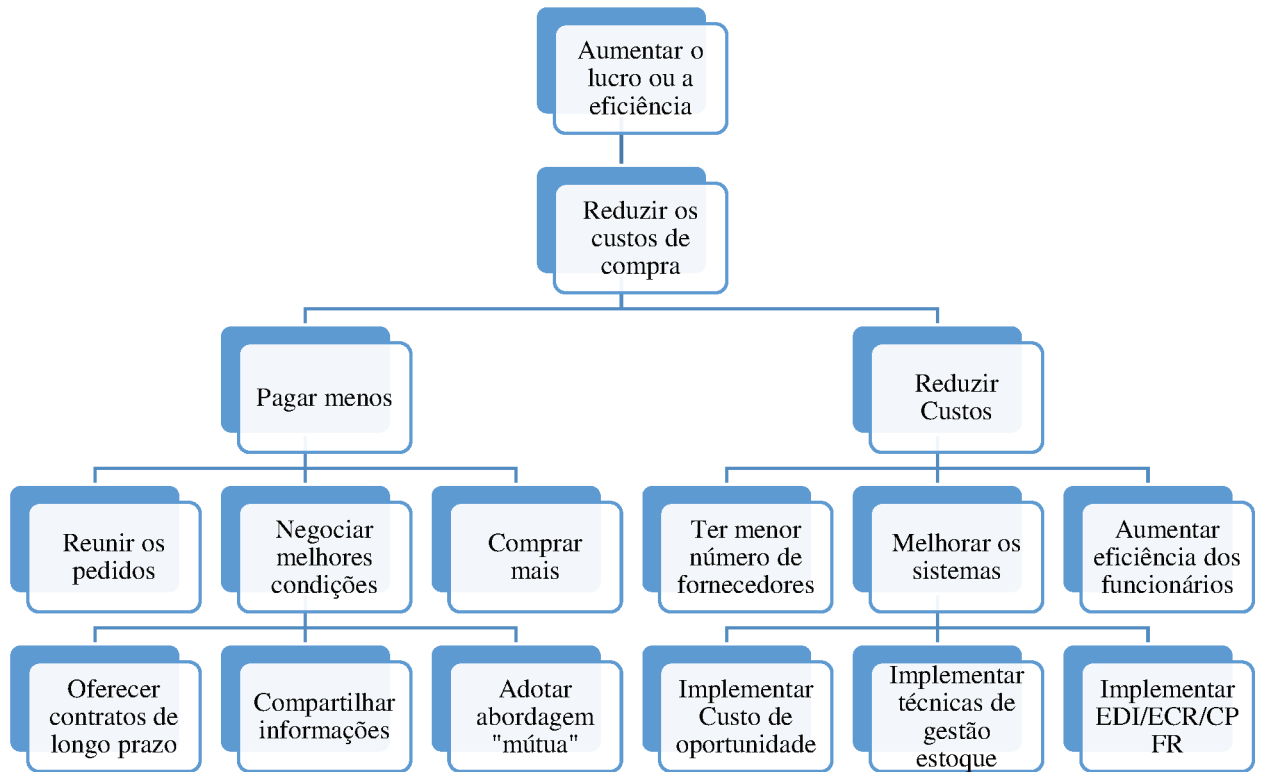 Aumentar o
lucro ou a
eficiência
Reduzir os
custos de
compra
Pagar menos
Reduzir
Custos
Reunir os
pedidos
Negociar
melhores
condições
Comprar
mais
Ter menor
número de
fornecedores
Melhorar os
sistemas
Aumentar
eficiência dos
funcionários
Oferecer
contratos de
longo prazo
Compartilhar
informações
Adotar
abordagem
"mútua"
Implementar
Custo de
oportunidade
Implementar
técnicas de
gestão
estoque
Implementar
EDI/ECR/CP
FR